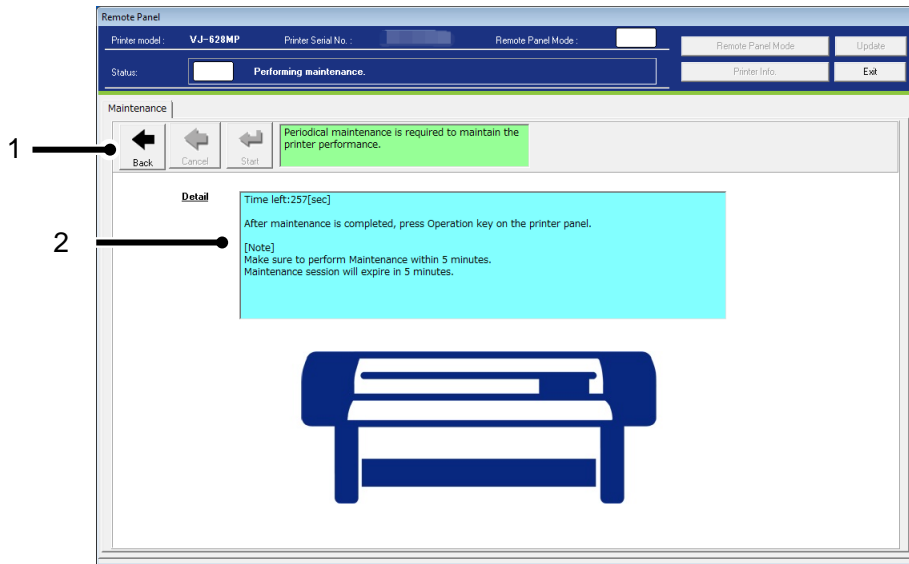 Remote Panel
Printer model : VJ-628MP Printer Serial No. : Remote Panel Mode :
Remote Panel Mode Update
Status: Performing maintenance.
Printer Info. Exit
Maintenance
1
Back Cancel Start
Periodical maintenance is required to maintain the
printer performance.
Detail
2
Time left:257[sec]
After maintenance is completed, press Operation key on the printer panel.
[Note]
Make sure to perform Maintenance within 5 minutes.
Maintenance session will expire in 5 minutes.